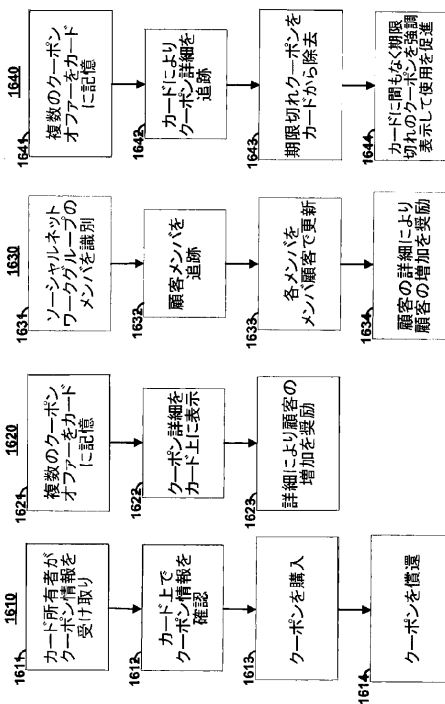 1610
1611
カード所有者が
クーポン情報を
受け取り
1612
カード上で
クーポン情報を
確認
1613
クーポンを購入
1614
クーポンを償還
1620
1621
複数のクーポン
オファーをカード
に記憶
1622
クーポン詳細を
カード上に表示
1623
詳細により顧客の
増加を奨励
1630
1631
ソーシャルネット
ワークグループの
メンバを識別
1632
顧客メンバを
追跡
1633
各メンバを
メンバ顧客で更新
1634
顧客の詳細により
顧客の増加を奨励
1640
1641
複数のクーポン
オファーをカード
に記憶
1642
カードにより
クーポン詳細を
追跡
1643
期限切れクーポンを
カードから除去
1644
カードに間もなく期限
切れのクーポンを強調
表示して使用を促進